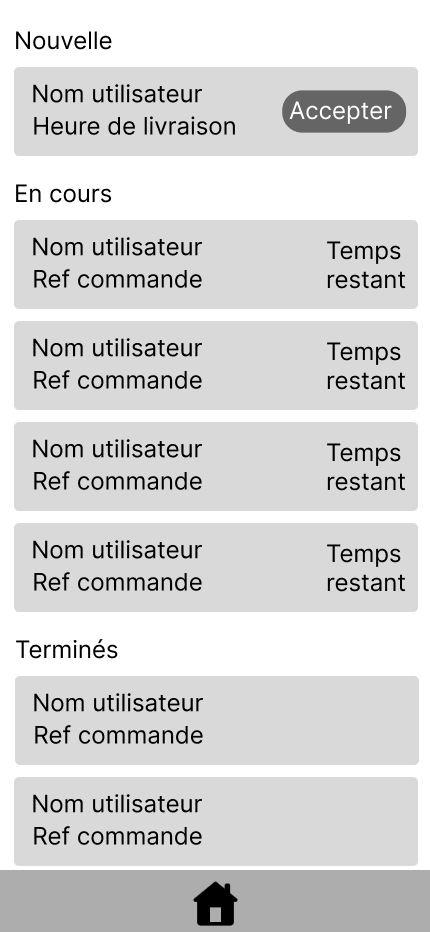 Nouvelle
Nom utilisateur
Heure de livraison
Accepter
En cours
Nom utilisateur
Ref commande
Temps
restant
Nom utilisateur
Ref commande
Temps
restant
Nom utilisateur
Ref commande
Temps
restant
Nom utilisateur
Ref commande
Temps
restant
Terminés
Nom utilisateur
Ref commande
Nom utilisateur
Ref commande